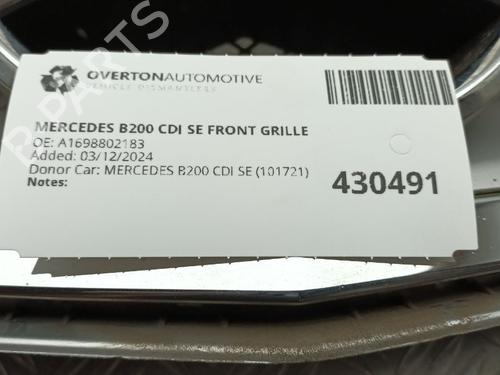 OVERTONAUTOMOTIVE
VEHICLE DISMANTLERS
MERCEDES B200 CDI SE FRONT GRILLE
OE: A1698802183
Added: 03/12/2024
Donor Car: MERCEDES B200 CDI SE (101721)
Notes:
430491